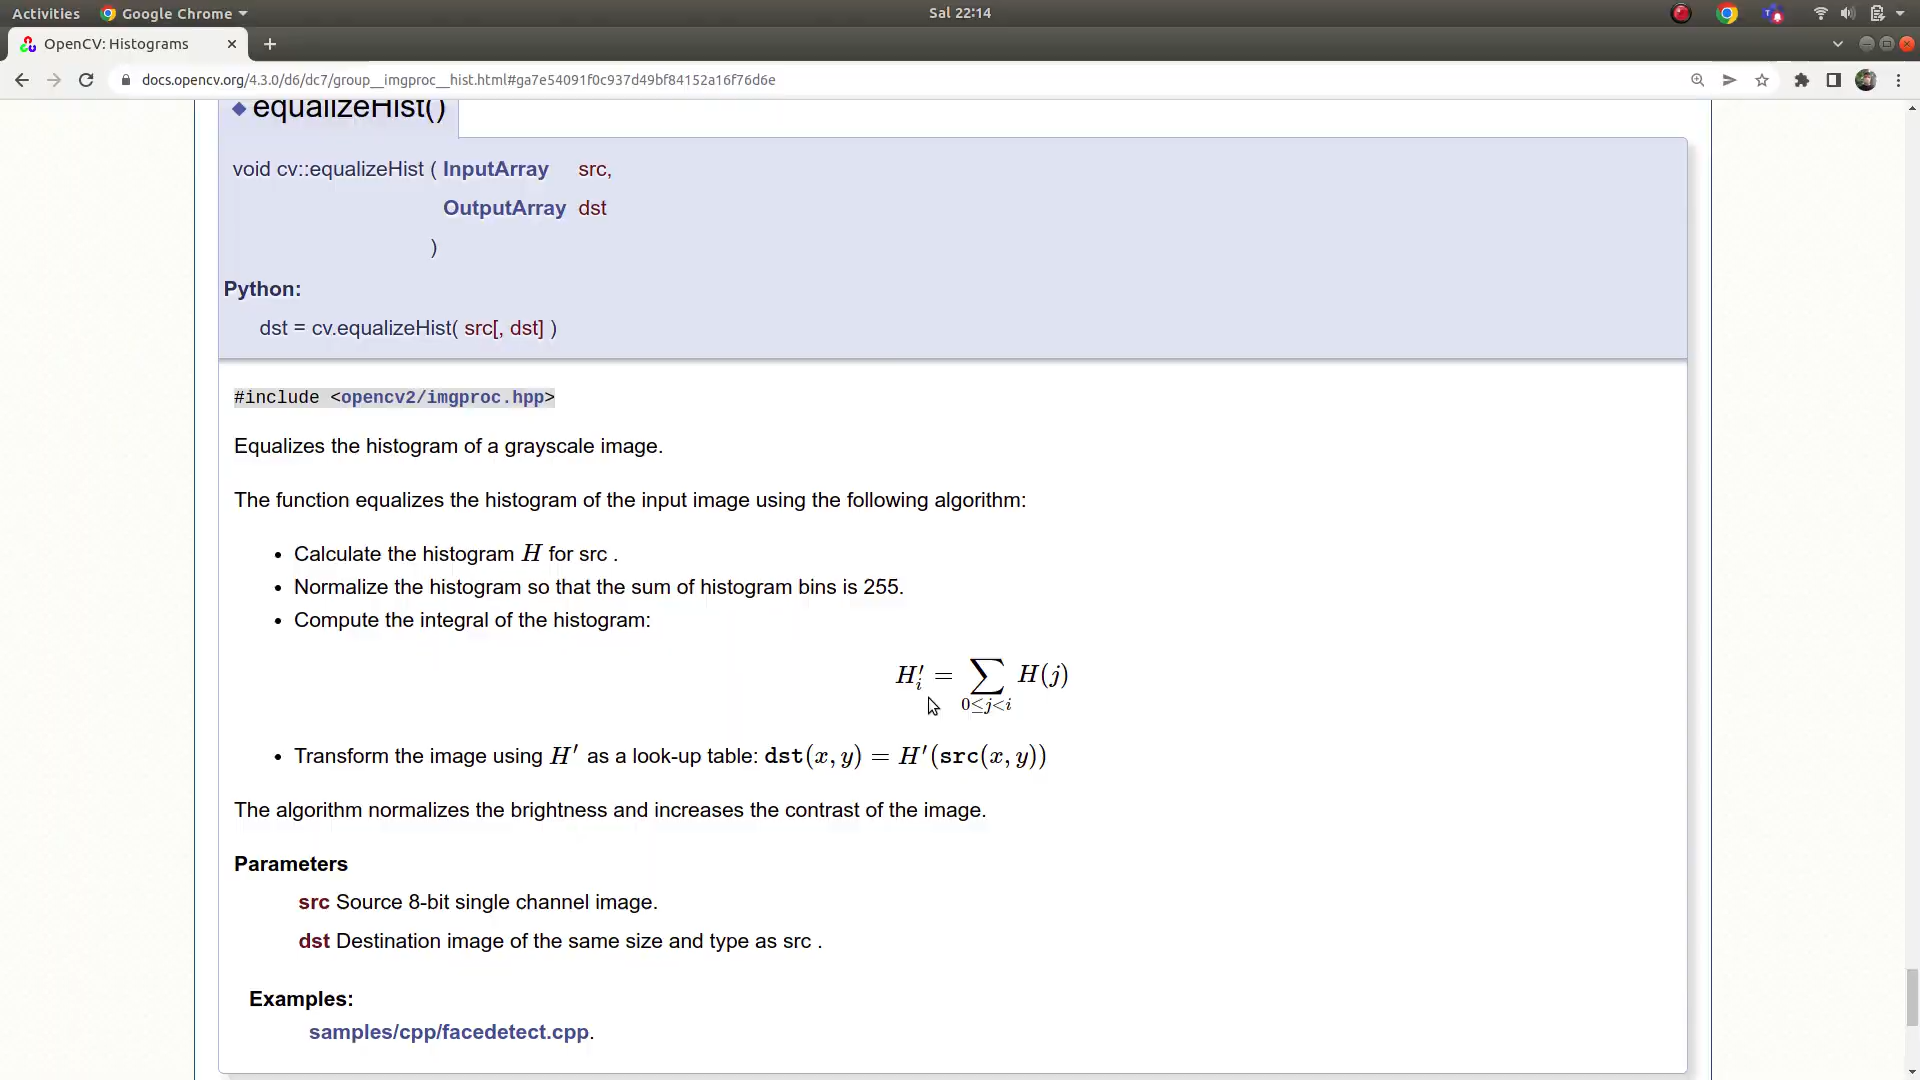 Activities Google Chrome Sal 22:14
OpenCV: Histograms
docs.opencv.org/4.3.0/d6/dc7/group__imgproc__hist.html#ga7e54091f0c937d49bf84152a16f76d6e
◆ equalizeHist()
void cv::equalizeHist ( InputArray src,
OutputArray dst
)
Python:
dst = cv.equalizeHist( src[, dst] )
#include <opencv2/imgproc.hpp>
Equalizes the histogram of a grayscale image.
The function equalizes the histogram of the input image using the following algorithm:
• Calculate the histogram H for src .
• Normalize the histogram so that the sum of histogram bins is 255.
• Compute the integral of the histogram:
H′ᵢ = ∑ 0≤j<i H(j)
• Transform the image using H′ as a look-up table: dst(x, y) = H′(src(x, y))
The algorithm normalizes the brightness and increases the contrast of the image.
Parameters
src Source 8-bit single channel image.
dst Destination image of the same size and type as src .
Examples:
samples/cpp/facedetect.cpp.